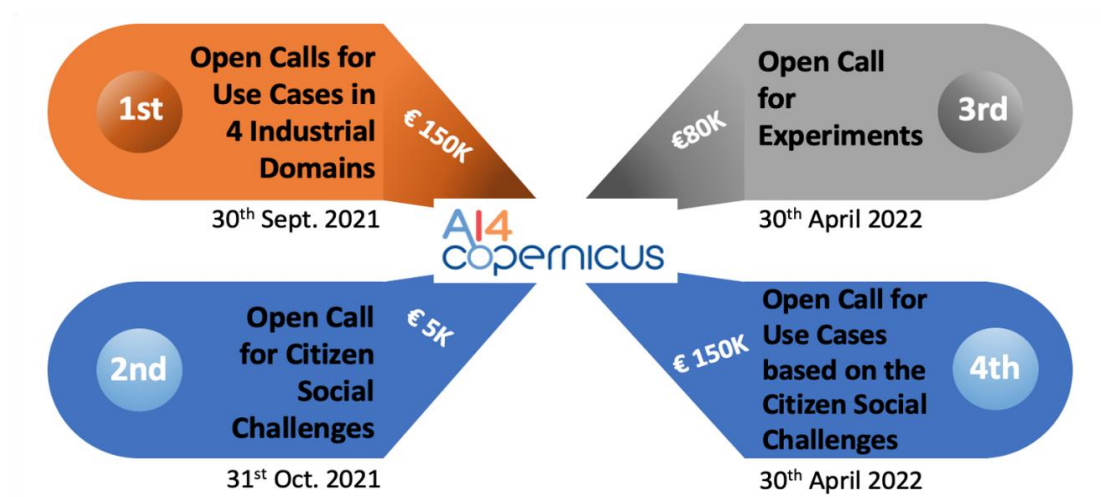 1st
Open Calls for
Use Cases in
4 Industrial
Domains
€ 150K
30th Sept. 2021
€80K
Open Call
for
Experiments
3rd
30th April 2022
AI4
copernicus
2nd
Open Call
for Citizen
Social
Challenges
€ 5K
31st Oct. 2021
€ 150K
Open Call for
Use Cases
based on the
Citizen Social
Challenges
4th
30th April 2022